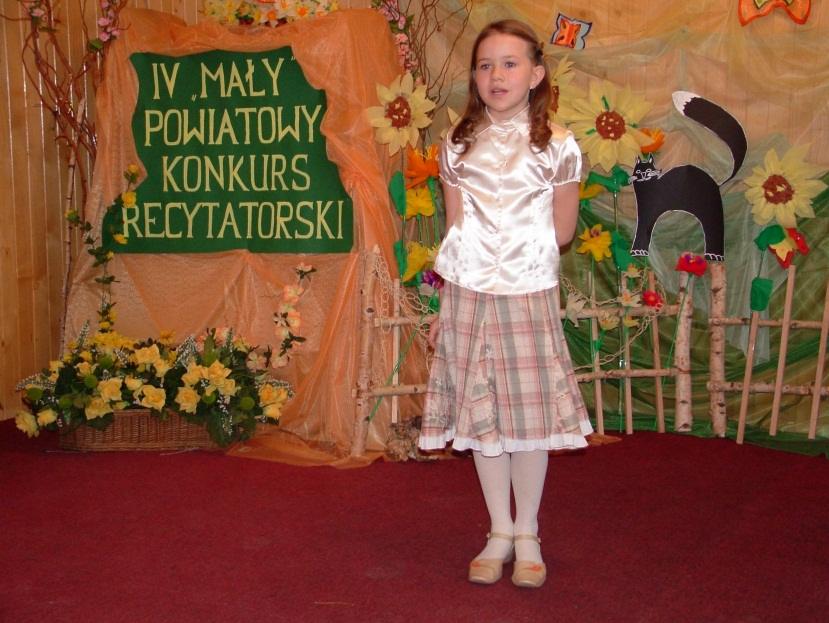 IV „MAŁY”
POWIATOWY
KONKURS
RECYTATORSKI